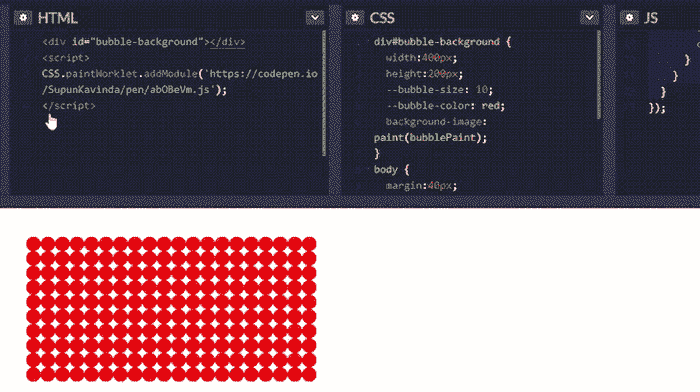 HTML
<div id="bubble-background"></div>
<script>
CSS.paintWorklet.addModule('https://codepen.io
/SupunKavinda/pen/abOBeVm.js');
</script>
CSS
div#bubble-background {
width:400px;
height:200px;
--bubble-size: 10;
--bubble-color: red;
background-image:
paint(bubblePaint);
}
body {
margin:40px;
JS
}
}
}
});